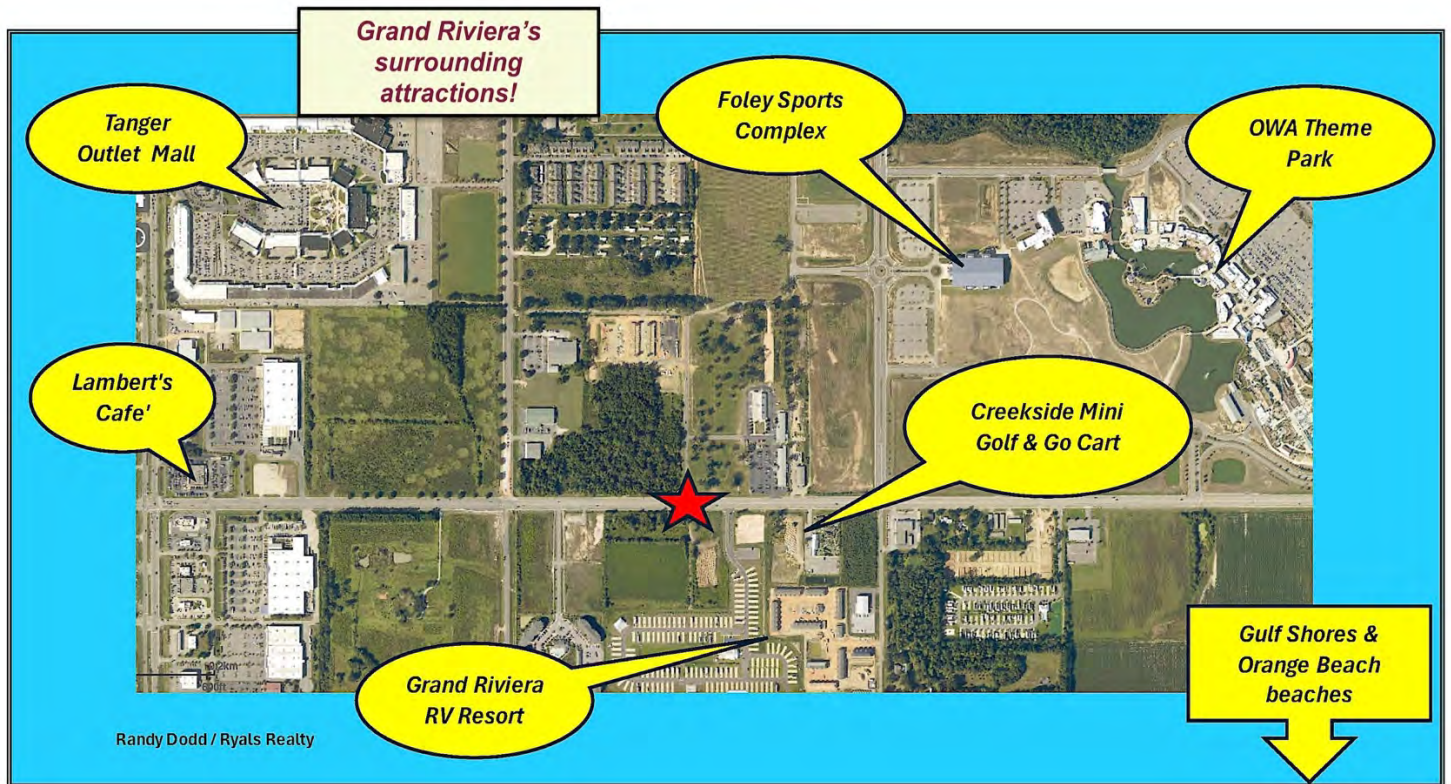 Grand Riviera's
surrounding
attractions!
Tanger
Outlet Mall
Foley Sports
Complex
OWA Theme
Park
Lambert's
Cafe'
Creekside Mini
Golf & Go Cart
Grand Riviera
RV Resort
Gulf Shores &
Orange Beach
beaches
Randy Dodd / Ryals Realty